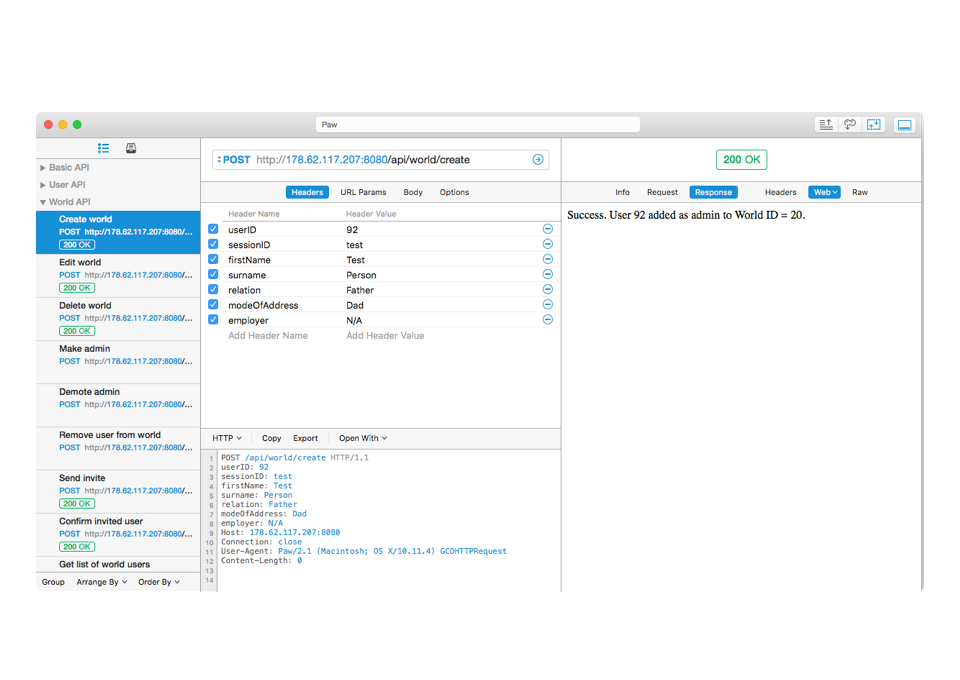 Paw
Basic API
User API
World API
Create world
POST http://178.62.117.207:8080/...
200 OK
Edit world
POST http://178.62.117.207:8080/...
200 OK
Delete world
POST http://178.62.117.207:8080/...
200 OK
Make admin
POST http://178.62.117.207:8080/...
Demote admin
POST http://178.62.117.207:8080/...
Remove user from world
POST http://178.62.117.207:8080/...
Send invite
POST http://178.62.117.207:8080/...
200 OK
Confirm invited user
POST http://178.62.117.207:8080/...
200 OK
Get list of world users
Group Arrange By Order By
POST http://178.62.117.207:8080/api/world/create
Headers URL Params Body Options
Header Name Header Value
userID 92
sessionID test
firstName Test
surname Person
relation Father
modeOfAddress Dad
employer N/A
Add Header Name Add Header Value
HTTP Copy Export Open With
1 POST /api/world/create HTTP/1.1
2 userID: 92
3 sessionID: test
4 firstName: Test
5 surname: Person
6 relation: Father
7 modeOfAddress: Dad
8 employer: N/A
9 Host: 178.62.117.207:8080
10 Connection: close
11 User-Agent: Paw/2.1 (Macintosh; OS X/10.11.4) GCDHTTPRequest
12 Content-Length: 0
13
14
200 OK
Info Request Response Headers Web Raw
Success. User 92 added as admin to World ID = 20.